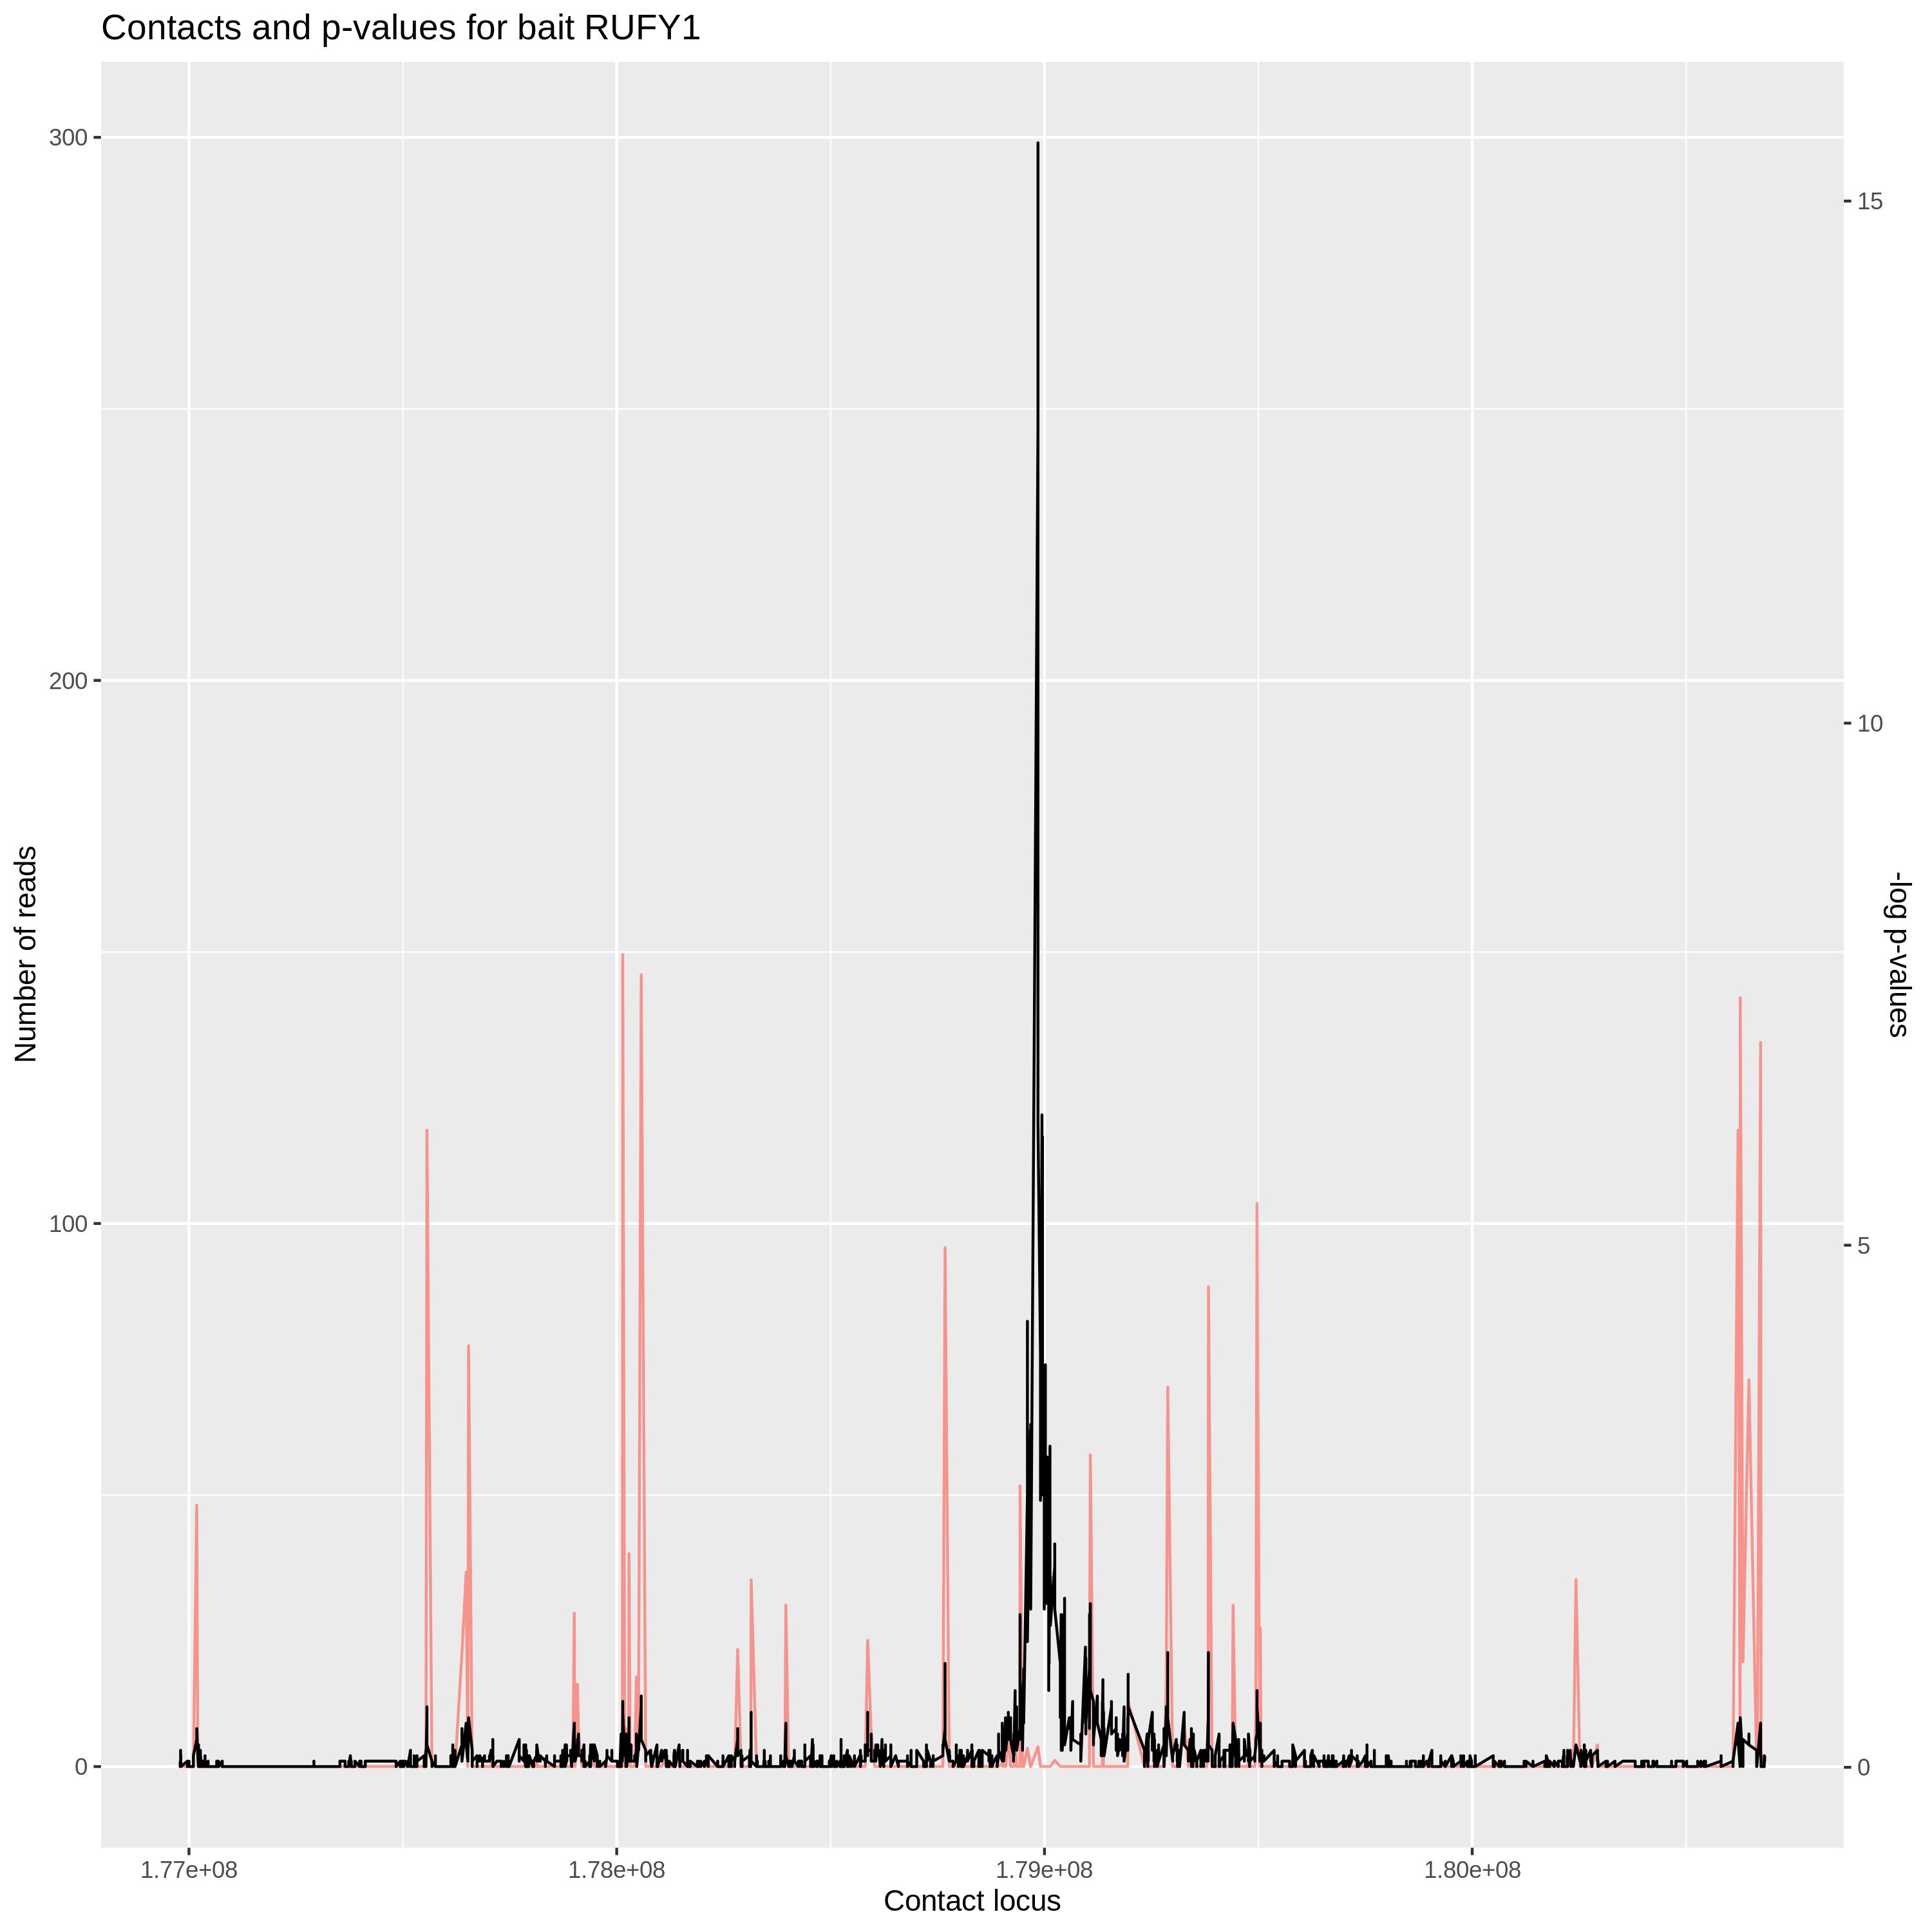 Contacts and p-values for bait RUFY1
300
200
100
0
Number of reads
15
10
5
0
-log p-values
1.77e+08
1.78e+08
1.79e+08
1.80e+08
Contact locus